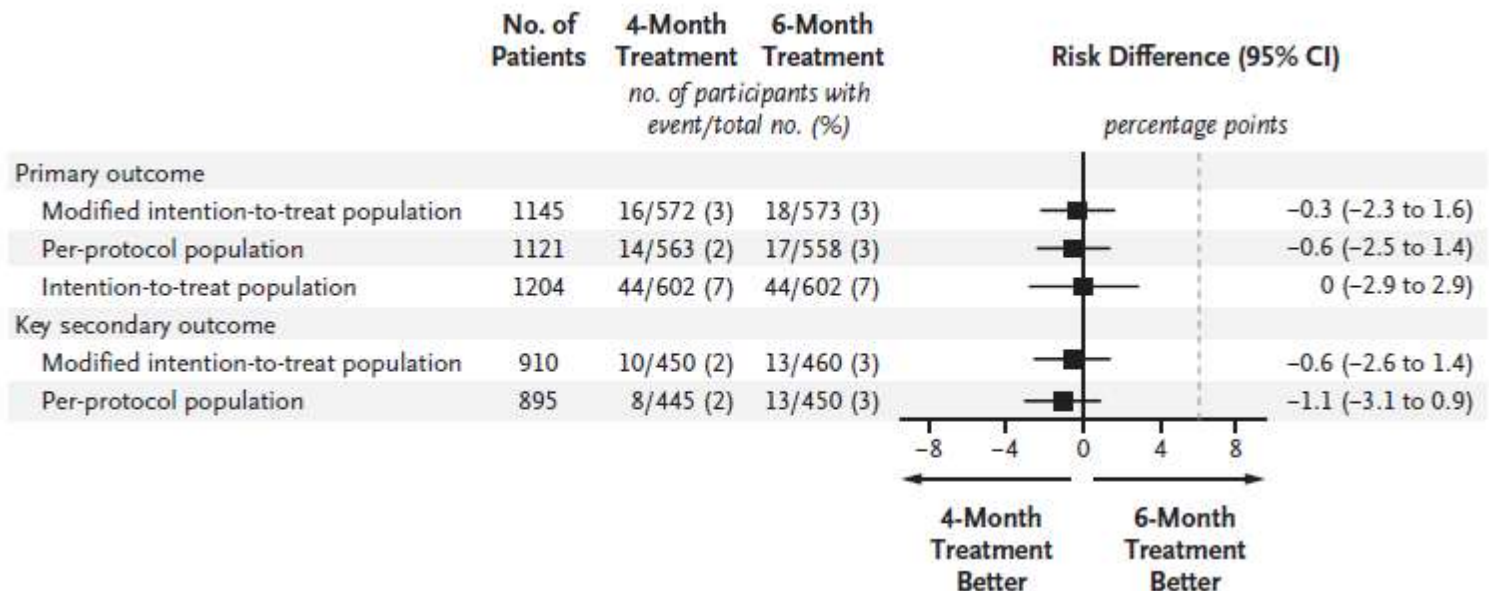 No. of Patients 4-Month Treatment 6-Month Treatment Risk Difference (95% CI)
no. of participants with event/total no. (%) percentage points
Primary outcome
Modified intention-to-treat population 1145 16/572 (3) 18/573 (3) −0.3 (−2.3 to 1.6)
Per-protocol population 1121 14/563 (2) 17/558 (3) −0.6 (−2.5 to 1.4)
Intention-to-treat population 1204 44/602 (7) 44/602 (7) 0 (−2.9 to 2.9)
Key secondary outcome
Modified intention-to-treat population 910 10/450 (2) 13/460 (3) −0.6 (−2.6 to 1.4)
Per-protocol population 895 8/445 (2) 13/450 (3) −1.1 (−3.1 to 0.9)
−8 −4 0 4 8
4-Month Treatment Better 6-Month Treatment Better